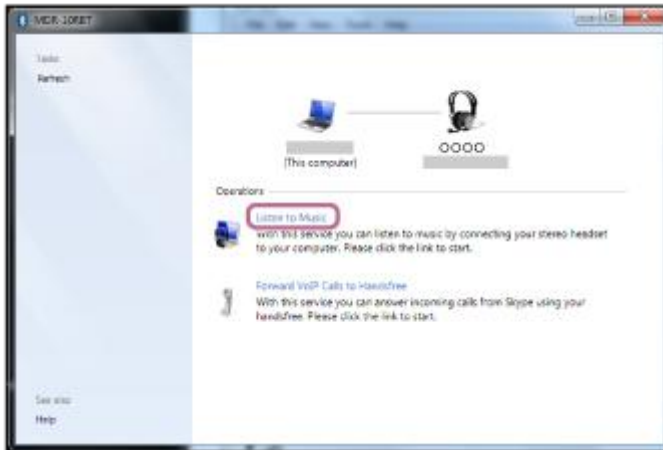 MDR-10RBT
Tasks
Refresh
(This computer)
OOOO
Operations
Listen to Music
With this service you can listen to music by connecting your stereo headset
to your computer. Please click the link to start.
Forward VoIP Calls to Handsfree
With this service you can answer incoming calls from Skype using your
handsfree. Please click the link to start.
See also
Help